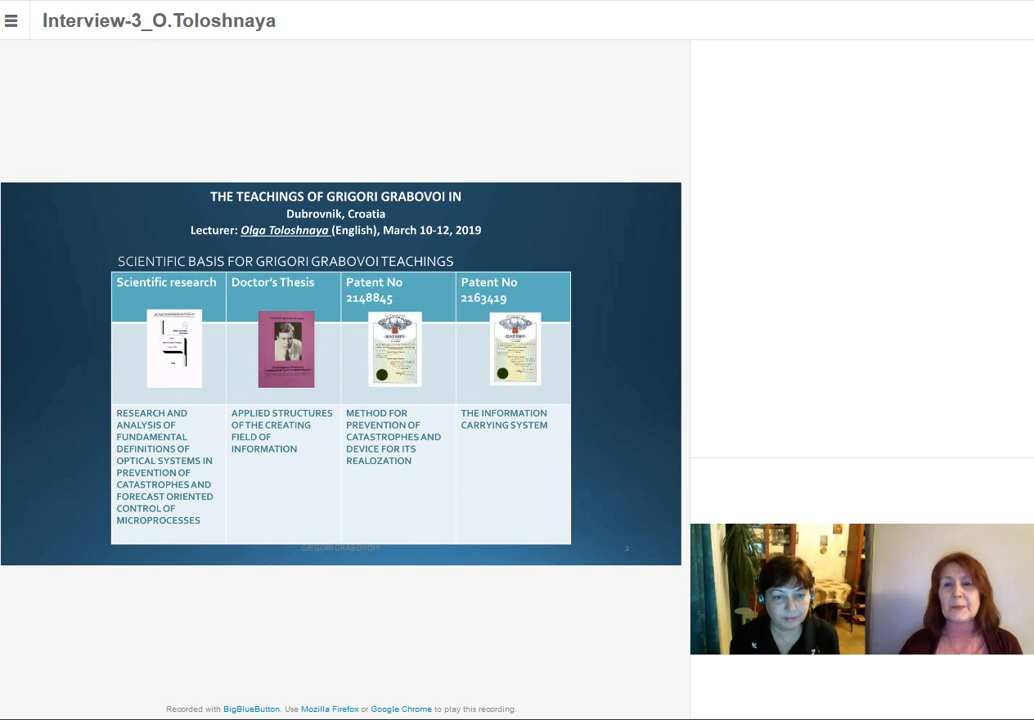 Interview-3_O.Toloshnaya
THE TEACHINGS OF GRIGORI GRABOVOI IN
Dubrovnik, Croatia
Lecturer: Olga Toloshnaya (English), March 10-12, 2019
SCIENTIFIC BASIS FOR GRIGORI GRABOVOI TEACHINGS
Scientific research
Doctor's Thesis
Patent No
2148845
Patent No
2163419
RESEARCH AND
ANALYSIS OF
FUNDAMENTAL
DEFINITIONS OF
OPTICAL SYSTEMS IN
PREVENTION OF
CATASTROPHES AND
FORECAST ORIENTED
CONTROL OF
MICROPROCESSES
APPLIED STRUCTURES
OF THE CREATING
FIELD OF
INFORMATION
METHOD FOR
PREVENTION OF
CATASTROPHES AND
DEVICE FOR ITS
REALOZATION
THE INFORMATION
CARRYING SYSTEM
GRIGORI GRABOVOI®
2
Recorded with BigBlueButton. Use Mozilla Firefox or Google Chrome to play this recording.